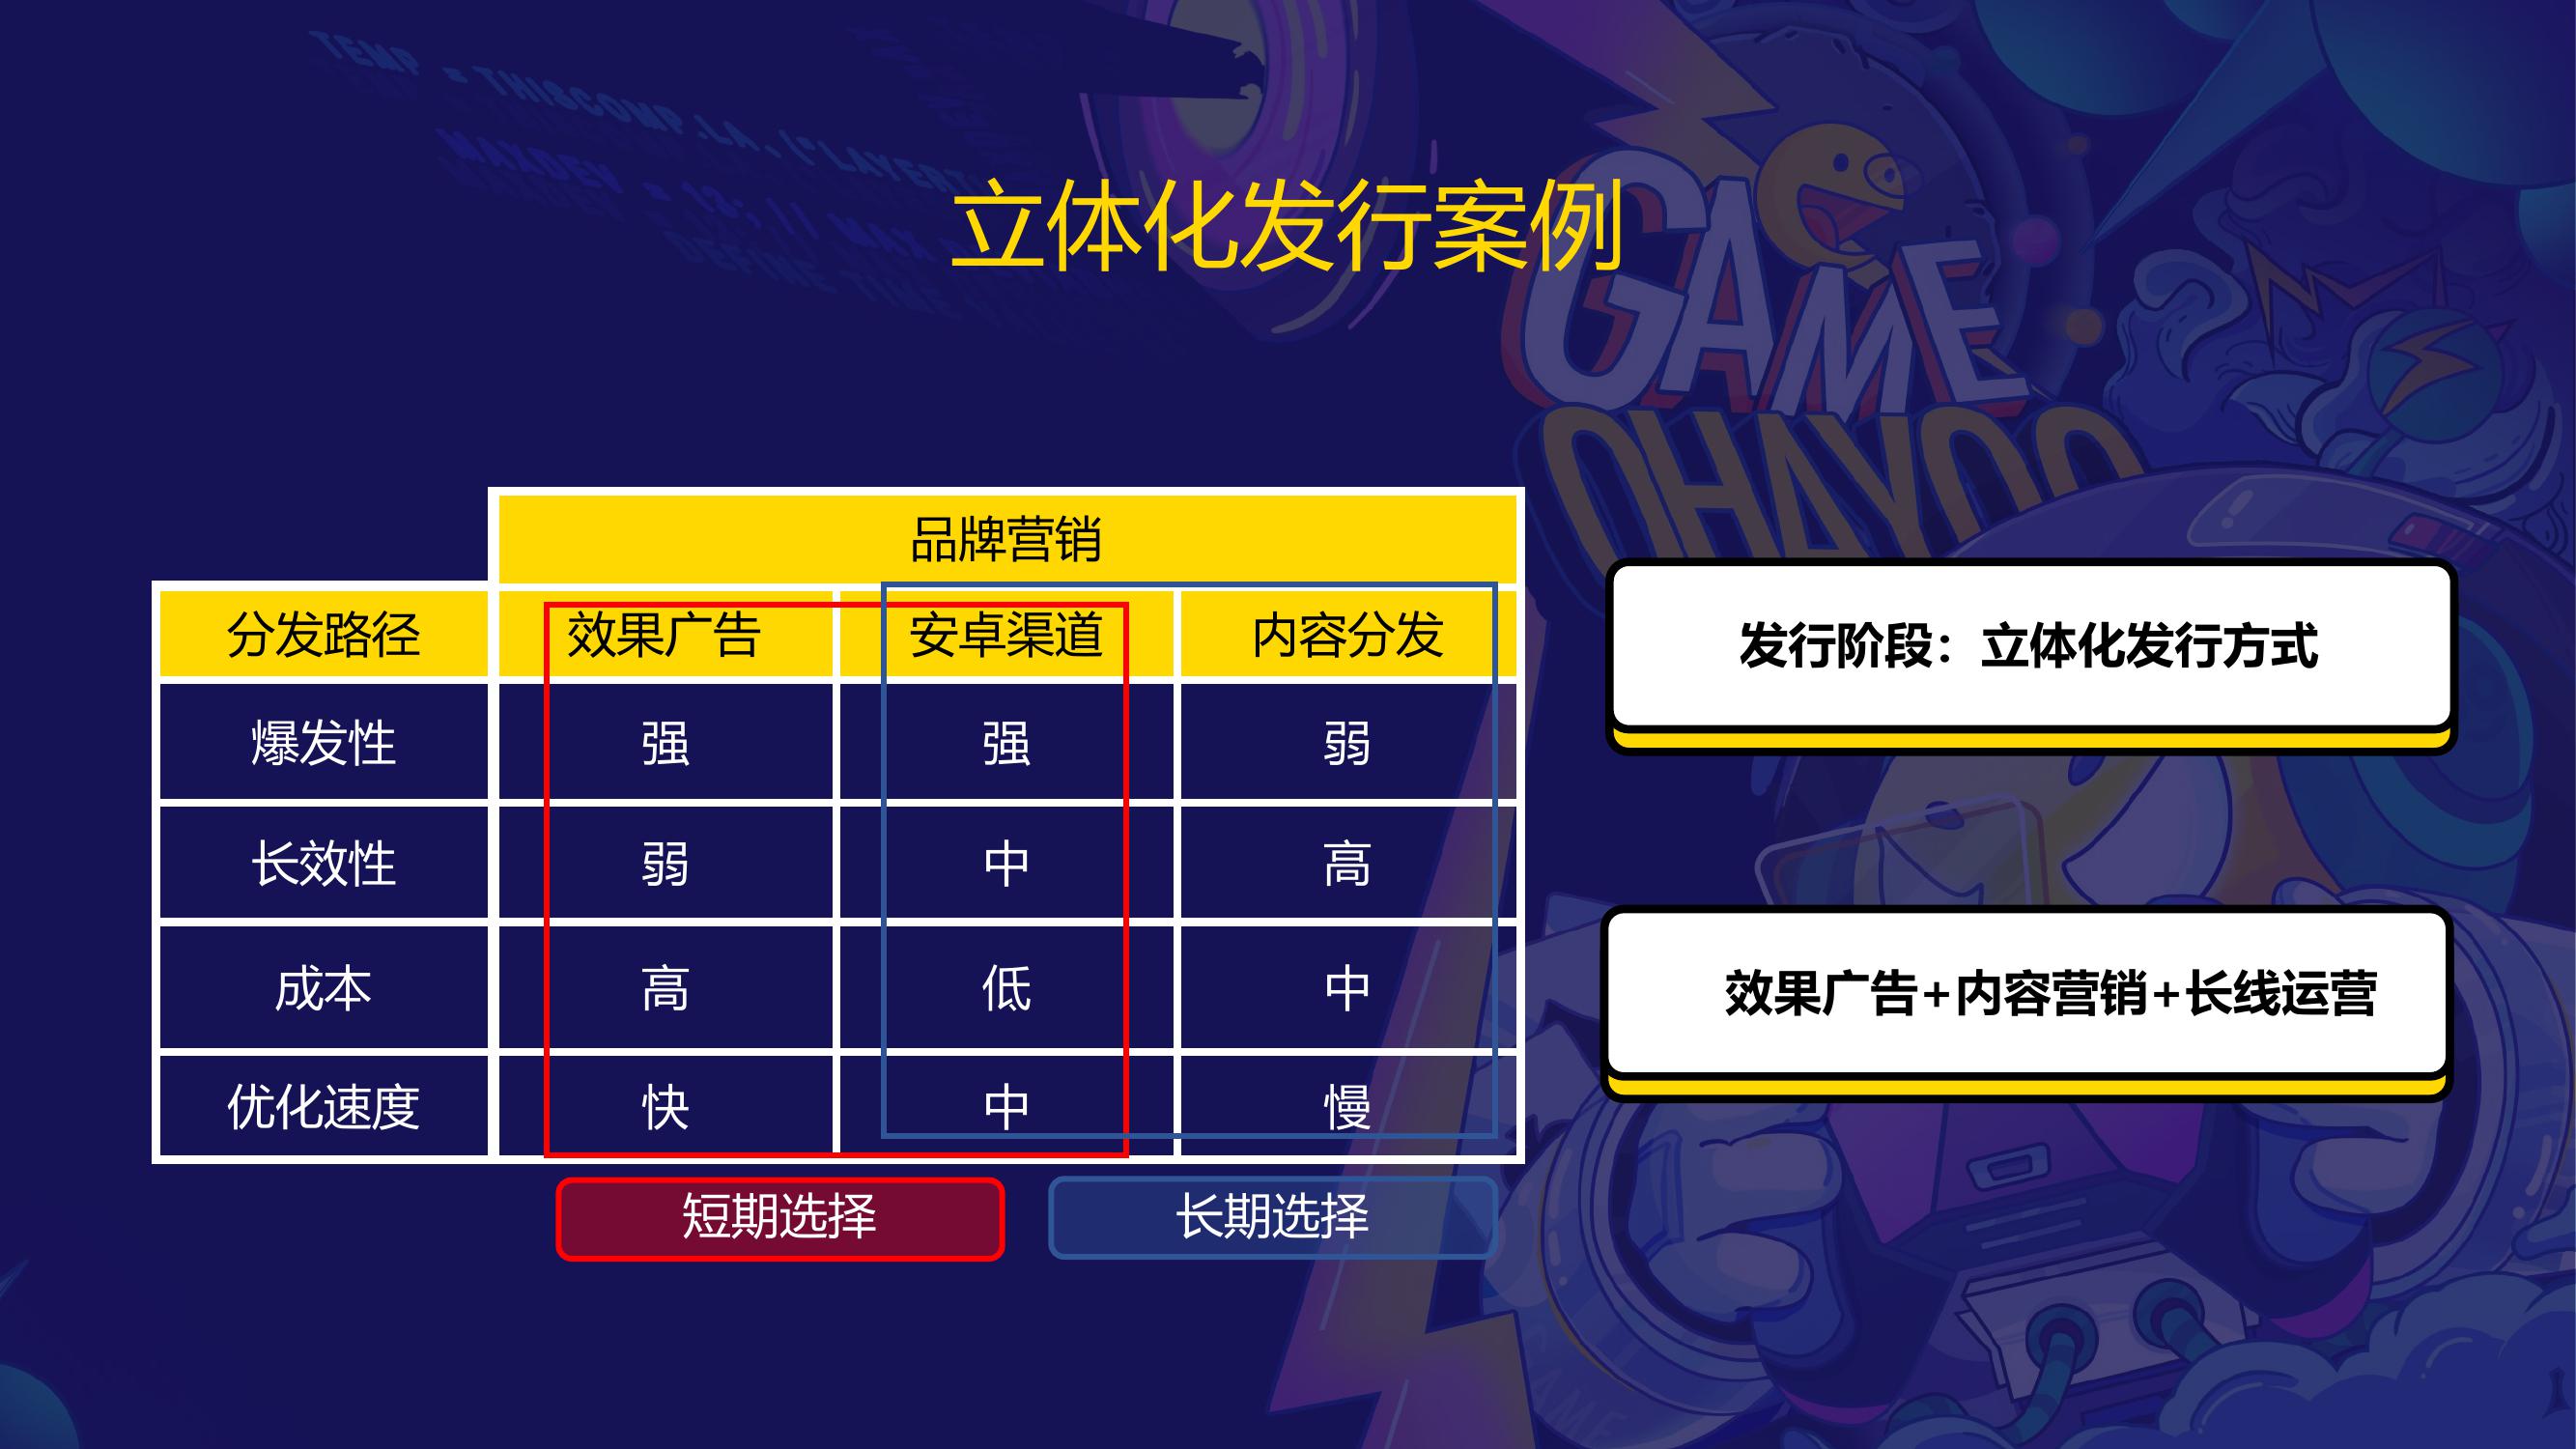 TEMP = THISCOMP.LA
立体化发行案例
GAME
OHAYOO
品牌营销
分发路径 效果广告 安卓渠道 内容分发
爆发性 强 强 弱
长效性 弱 中 高
成本 高 低 中
优化速度 快 中 慢
短期选择 长期选择
发行阶段：立体化发行方式
效果广告+内容营销+长线运营